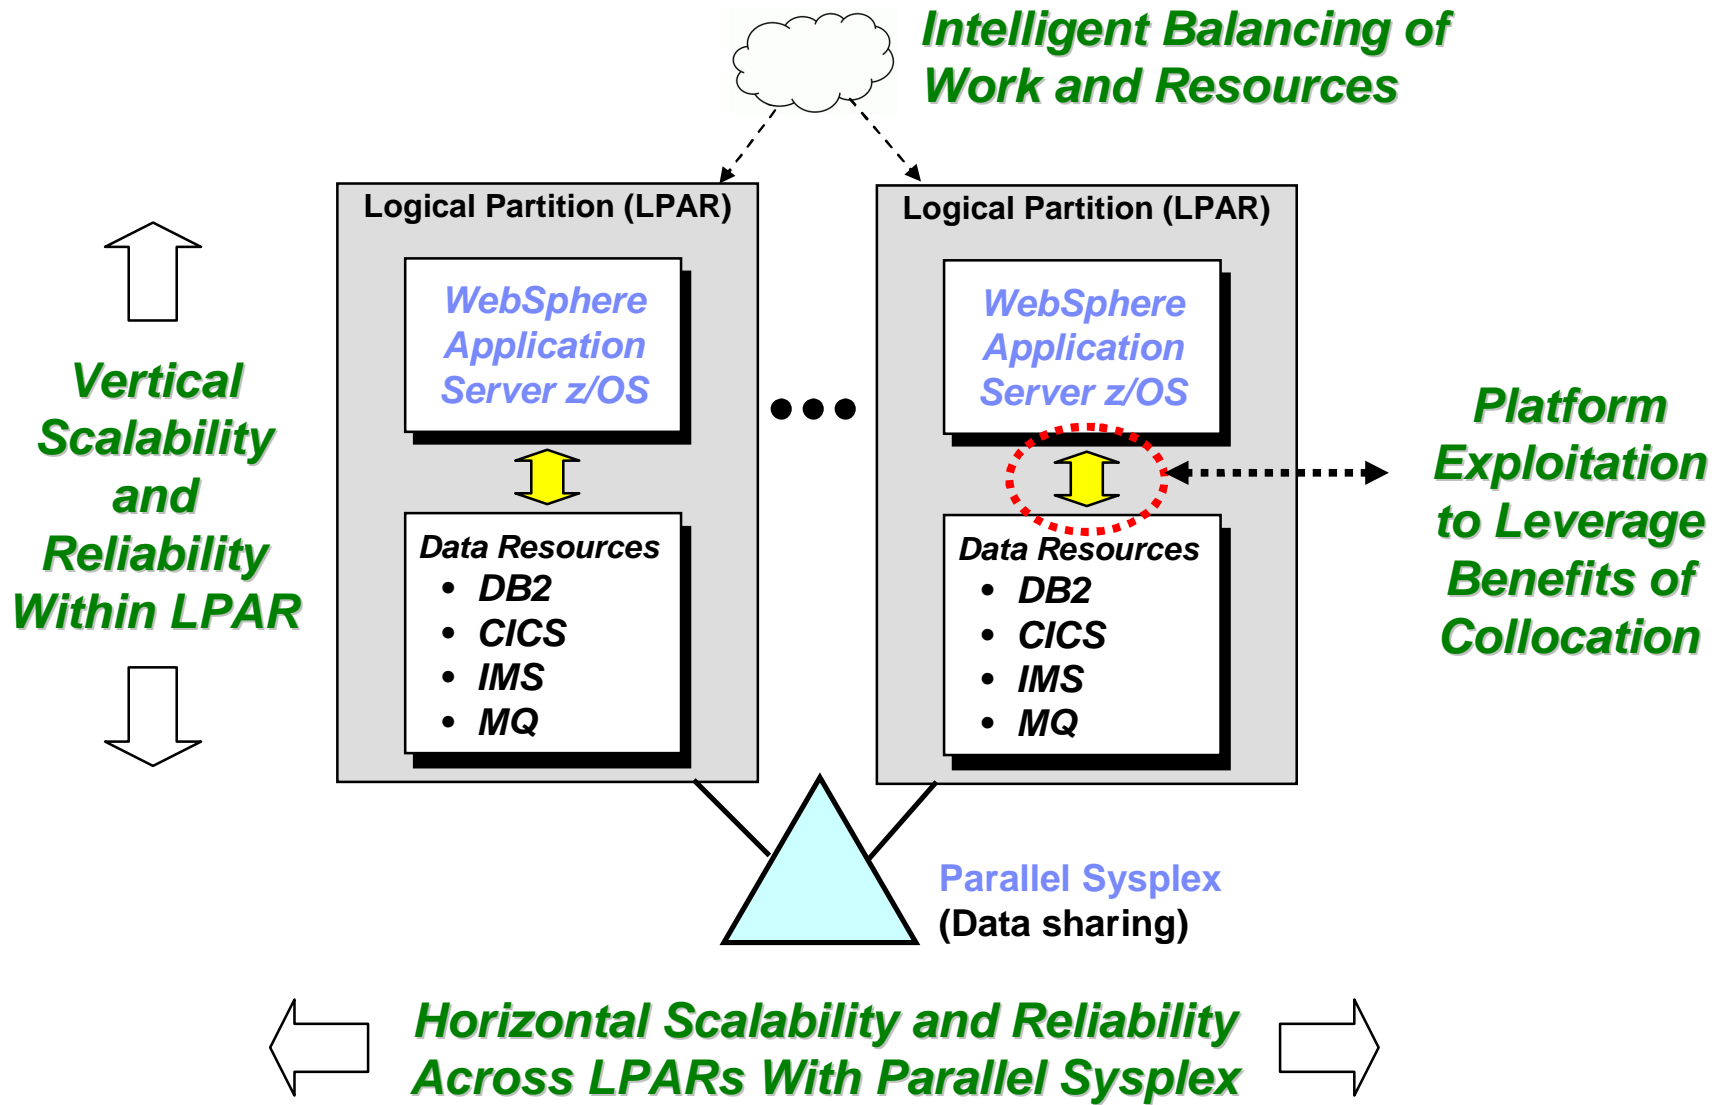 Intelligent Balancing of
Work and Resources
Logical Partition (LPAR)
WebSphere
Application
Server z/OS
Data Resources
• DB2
• CICS
• IMS
• MQ
Logical Partition (LPAR)
WebSphere
Application
Server z/OS
Data Resources
• DB2
• CICS
• IMS
• MQ
Vertical
Scalability
and
Reliability
Within LPAR
Platform
Exploitation
to Leverage
Benefits of
Collocation
Parallel Sysplex
(Data sharing)
Horizontal Scalability and Reliability
Across LPARs With Parallel Sysplex